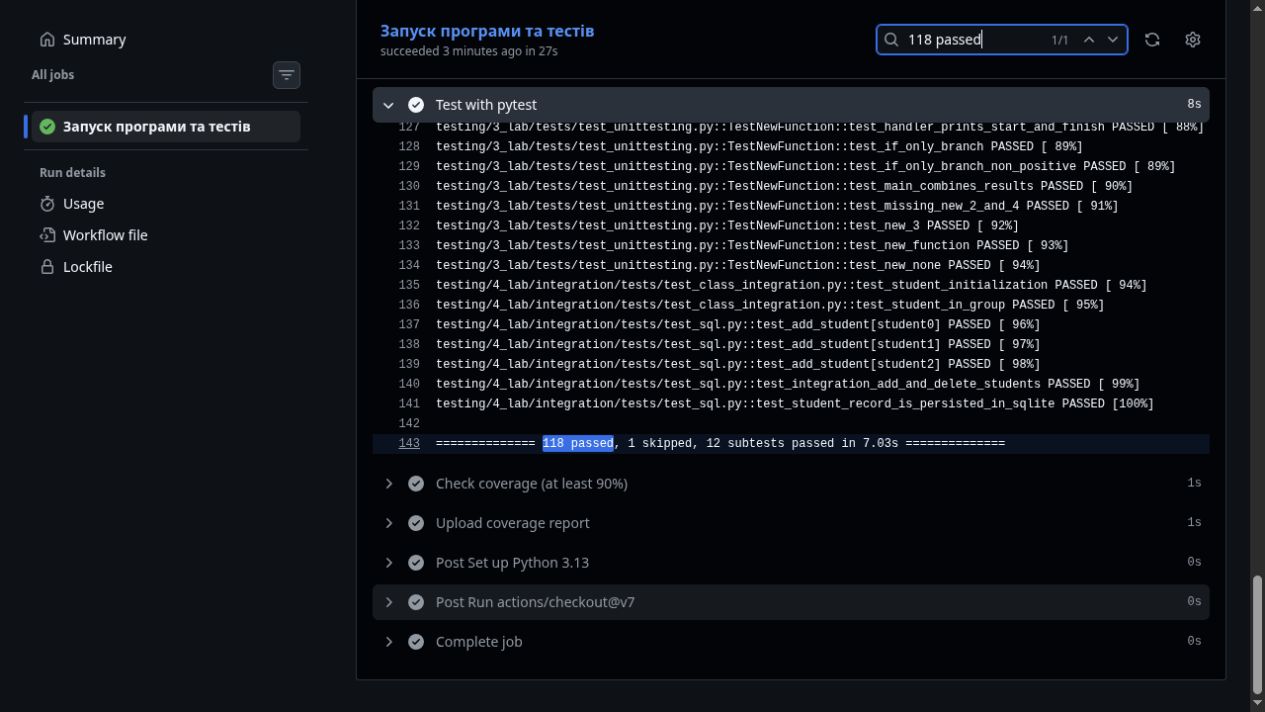 Summary
All jobs
Запуск програми та тестів
Run details
Usage
Workflow file
Lockfile
Запуск програми та тестів
succeeded 3 minutes ago in 27s
118 passed 1/1
Test with pytest 8s
127 testing/3_lab/tests/test_unittesting.py::TestNewFunction::test_handler_prints_start_and_finish PASSED [ 88%]
128 testing/3_lab/tests/test_unittesting.py::TestNewFunction::test_if_only_branch PASSED [ 89%]
129 testing/3_lab/tests/test_unittesting.py::TestNewFunction::test_if_only_branch_non_positive PASSED [ 89%]
130 testing/3_lab/tests/test_unittesting.py::TestNewFunction::test_main_combines_results PASSED [ 90%]
131 testing/3_lab/tests/test_unittesting.py::TestNewFunction::test_missing_new_2_and_4 PASSED [ 91%]
132 testing/3_lab/tests/test_unittesting.py::TestNewFunction::test_new_3 PASSED [ 92%]
133 testing/3_lab/tests/test_unittesting.py::TestNewFunction::test_new_function PASSED [ 93%]
134 testing/3_lab/tests/test_unittesting.py::TestNewFunction::test_new_none PASSED [ 94%]
135 testing/4_lab/integration/tests/test_class_integration.py::test_student_initialization PASSED [ 94%]
136 testing/4_lab/integration/tests/test_class_integration.py::test_student_in_group PASSED [ 95%]
137 testing/4_lab/integration/tests/test_sql.py::test_add_student[student0] PASSED [ 96%]
138 testing/4_lab/integration/tests/test_sql.py::test_add_student[student1] PASSED [ 97%]
139 testing/4_lab/integration/tests/test_sql.py::test_add_student[student2] PASSED [ 98%]
140 testing/4_lab/integration/tests/test_sql.py::test_integration_add_and_delete_students PASSED [ 99%]
141 testing/4_lab/integration/tests/test_sql.py::test_student_record_is_persisted_in_sqlite PASSED [100%]
142
143 ============== 118 passed, 1 skipped, 12 subtests passed in 7.03s ==============
Check coverage (at least 90%) 1s
Upload coverage report 1s
Post Set up Python 3.13 0s
Post Run actions/checkout@v7 0s
Complete job 0s